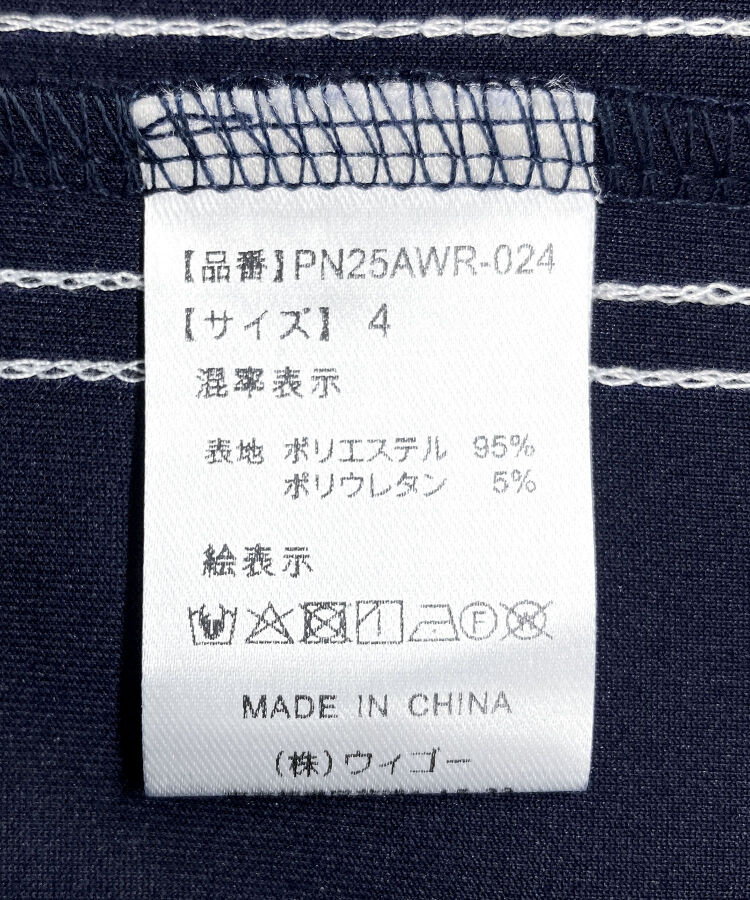 【品番】PN25AWR-024
【サイズ】 4
混率表示
表地 ポリエステル 95%
ポリウレタン 5%
絵表示
F W
MADE IN CHINA
(株)ウィゴー